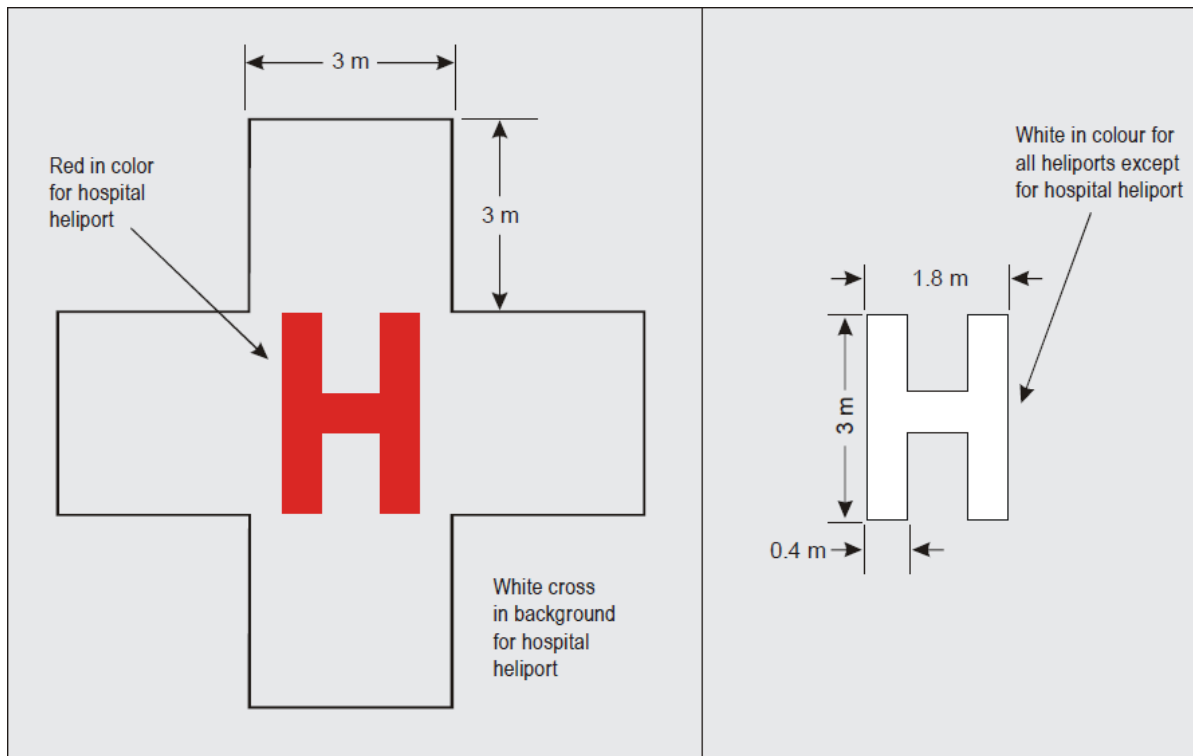 3 m
3 m
Red in color
for hospital
heliport
H
White cross
in background
for hospital
heliport
White in colour for
all heliports except
for hospital heliport
1.8 m
3 m
H
0.4 m